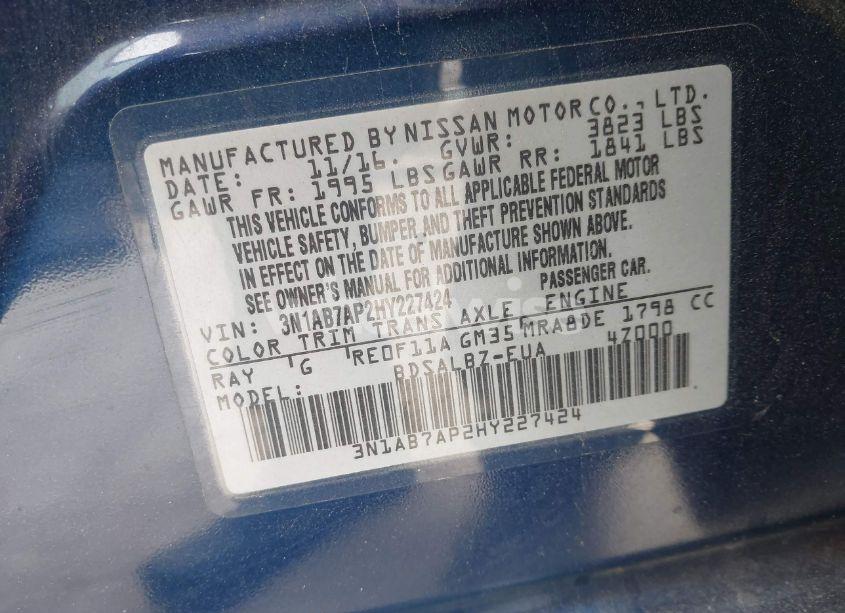 MANUFACTURED BY NISSAN MOTOR CO., LTD.
DATE: 11/16. GVWR: 3823 LBS
GAWR FR: 1995 LBS GAWR RR: 1841 LBS
THIS VEHICLE CONFORMS TO ALL APPLICABLE FEDERAL MOTOR
VEHICLE SAFETY, BUMPER AND THEFT PREVENTION STANDARDS
IN EFFECT ON THE DATE OF MANUFACTURE SHOWN ABOVE.
SEE OWNER'S MANUAL FOR ADDITIONAL INFORMATION.
VIN: 3N1AB7AP2HY227424 PASSENGER CAR.
COLOR TRIM TRANS AXLE ENGINE
RAY G RE0F11A GM35 MRA8DE 1798 CC
MODEL: BDSALBZ-EUA 4Z000
3N1AB7AP2HY227424